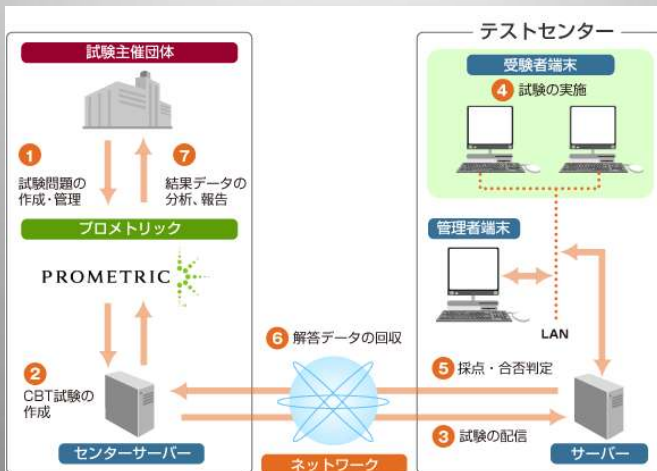 試験主催団体
1
試験問題の
作成・管理
7
結果データの
分析、報告
プロメトリック
PROMETRIC
2
CBT試験の
作成
センターサーバー
6 解答データの回収
ネットワーク
テストセンター
受験者端末
4 試験の実施
管理者端末
LAN
5 採点・合否判定
3 試験の配信
サーバー